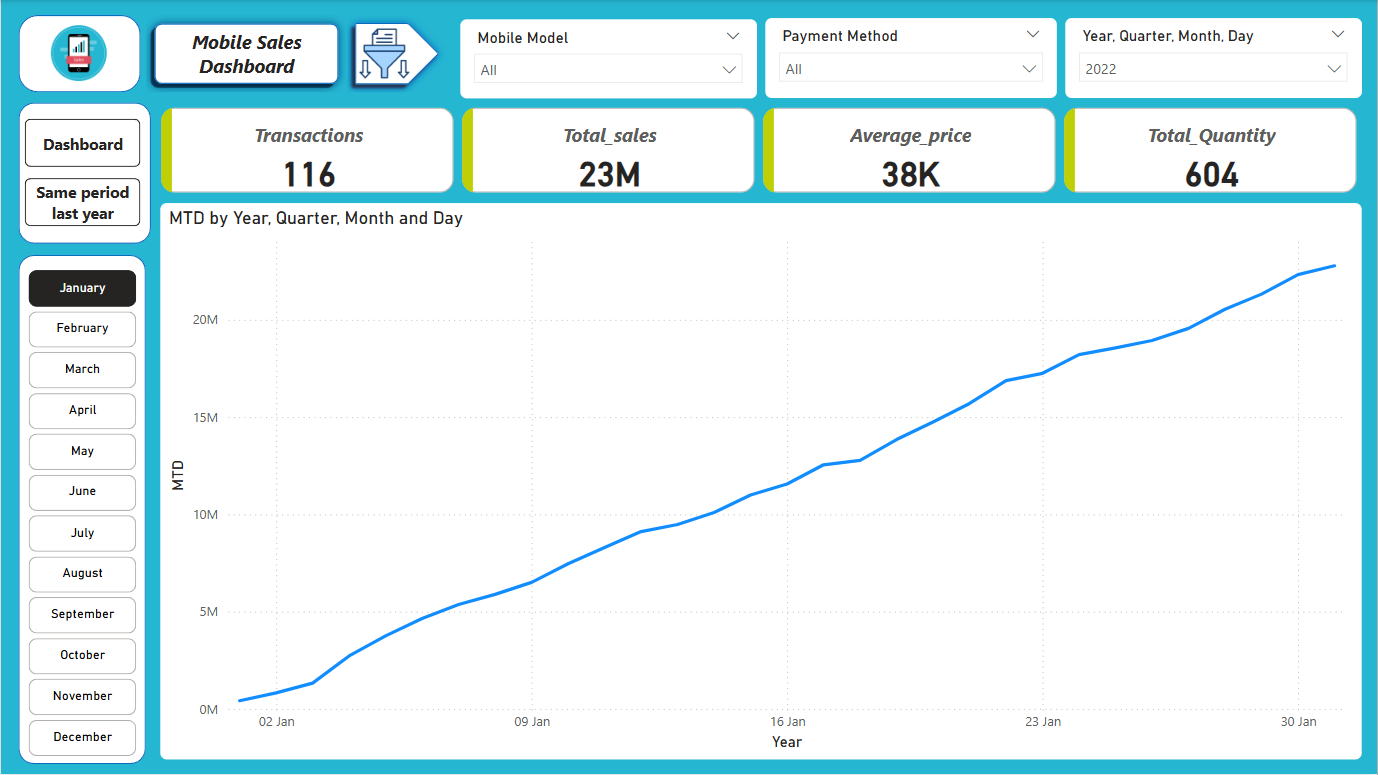 Mobile Sales
Dashboard
Mobile Model
All
Payment Method
All
Year, Quarter, Month, Day
2022
Dashboard
Same period
last year
Transactions
116
Total_sales
23M
Average_price
38K
Total_Quantity
604
January
February
March
April
May
June
July
August
September
October
November
December
MTD by Year, Quarter, Month and Day
MTD
20M
15M
10M
5M
0M
02 Jan
09 Jan
16 Jan
23 Jan
30 Jan
Year